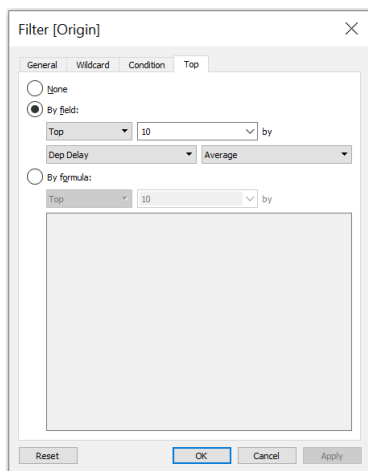 Filter [Origin]
General Wildcard Condition Top
None
By field:
Top 10 by
Dep Delay Average
By formula:
Top 10 by
Reset OK Cancel Apply